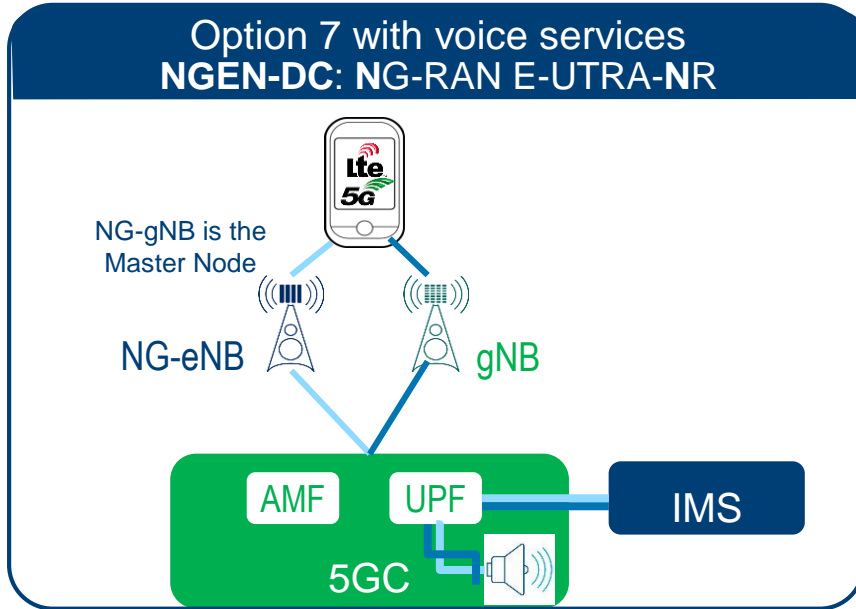 Option 7 with voice services
NGEN-DC: NG-RAN E-UTRA-NR
Lte
5G
NG-gNB is the
Master Node
NG-eNB
gNB
AMF
UPF
IMS
5GC